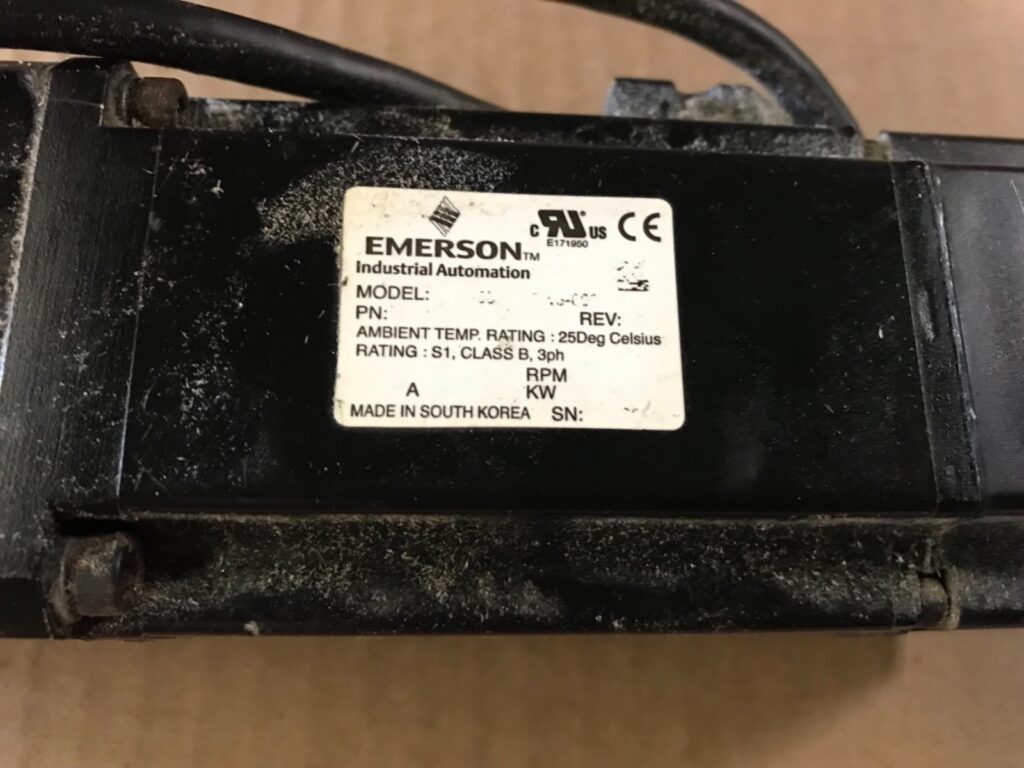 EMERSON™
Industrial Automation
c RU US
E171950
CE
MODEL:
PN: REV:
AMBIENT TEMP. RATING : 25Deg Celsius
RATING : S1, CLASS B, 3ph
RPM
A KW
MADE IN SOUTH KOREA SN: